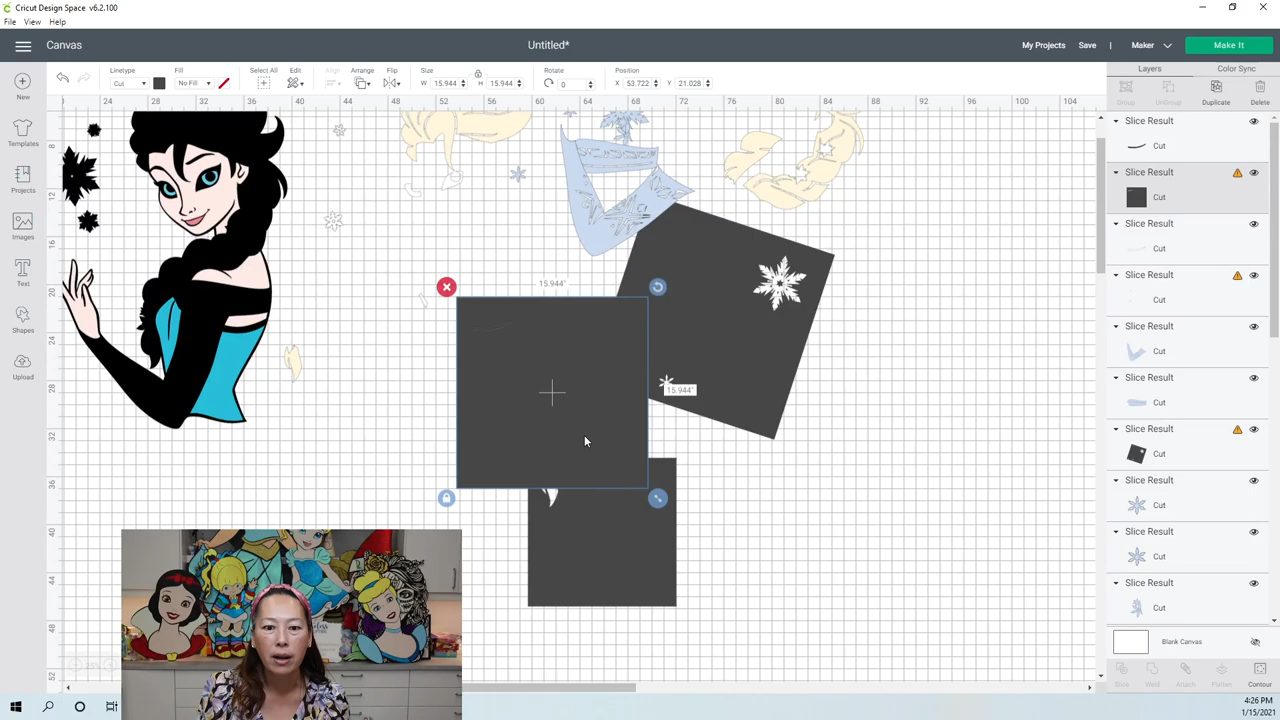 Cricut Design Space v6.2.100
File View Help
Canvas
Untitled*
My Projects Save | Maker Make It
Linetype Fill Select All Edit Align Arrange Flip Size Rotate Position
Cut No Fill W 15.944 H 15.944 0 X 53.722 Y 21.028
Layers Color Sync
Group UnGroup Duplicate Delete
24 28 32 36 40 44 48 52 56 60 64 68 72 76 80 84 88 92 96 100 104
8
12
16
20
24
28
32
36
40
44
48
52
New
Templates
Projects
Images
Text
Shapes
Upload
15.944"
15.944"
25%
Slice Result
Cut
Slice Result
Cut
Slice Result
Cut
Slice Result
Cut
Slice Result
Cut
Slice Result
Cut
Slice Result
Cut
Slice Result
Cut
Slice Result
Cut
Slice Result
Cut
Blank Canvas
Slice Weld Attach Flatten Contour
4:26 PM
1/15/2021